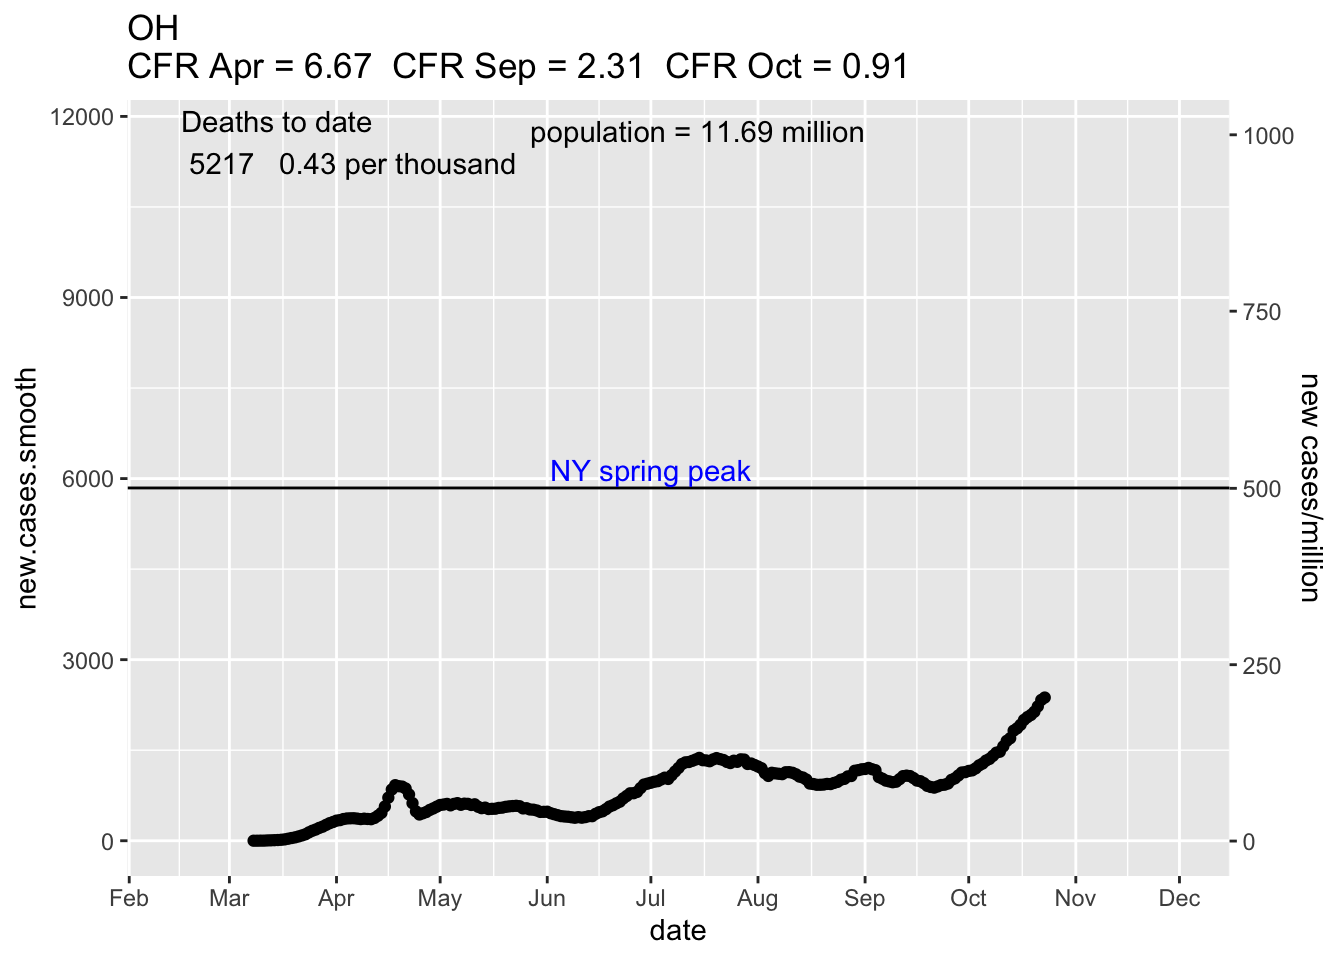 OH
CFR Apr = 6.67  CFR Sep = 2.31  CFR Oct = 0.91
Deaths to date
population = 11.69 million
5217   0.43 per thousand
12000
9000
6000
3000
0
new.cases.smooth
NY spring peak
1000
750
500
250
0
new cases/million
Feb Mar Apr May Jun Jul Aug Sep Oct Nov Dec
date